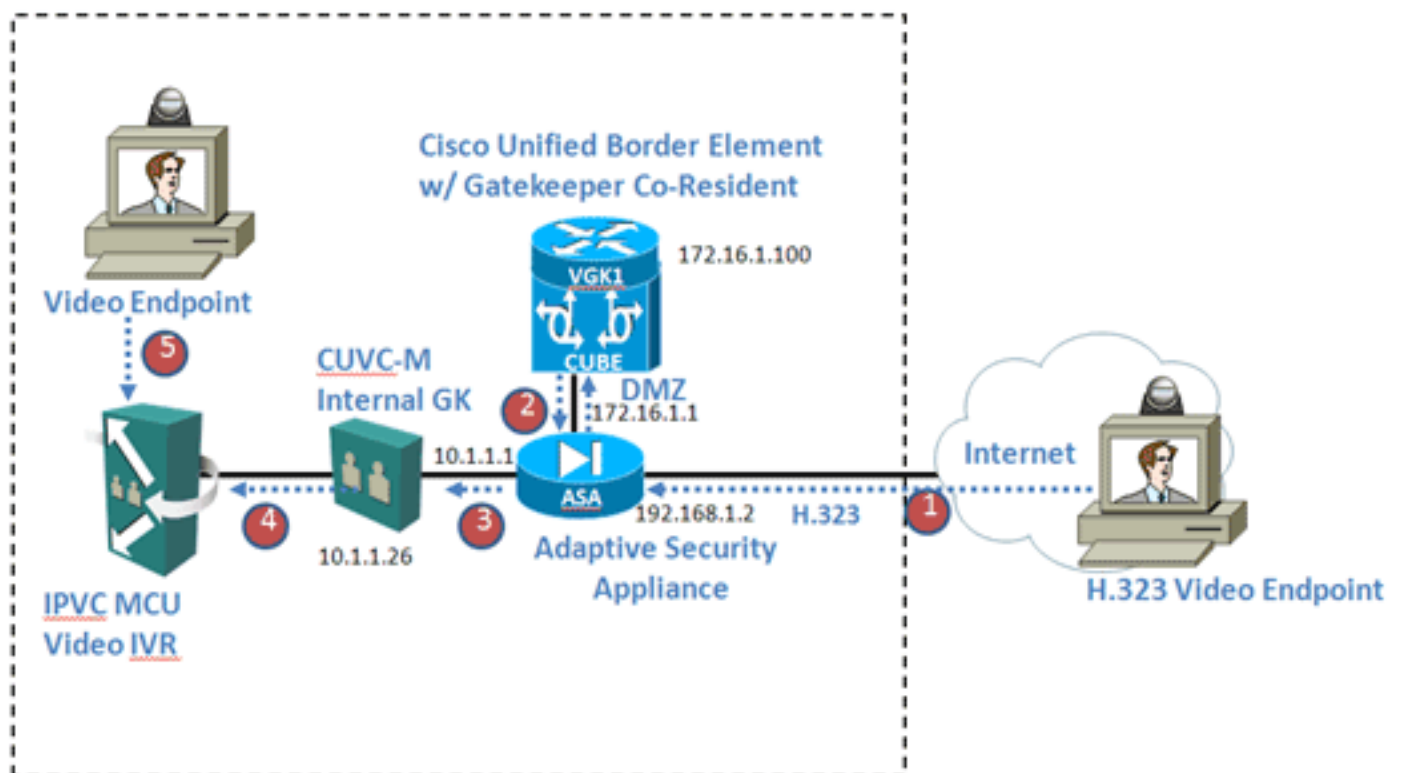 Cisco Unified Border Element
w/ Gatekeeper Co-Resident
172.16.1.100
VGK1
CUBE
Video Endpoint
5
CUVC-M
Internal GK
2
DMZ
172.16.1.1
10.1.1.1
ASA
Internet
4
3
192.168.1.2
H.323
1
10.1.1.26
Adaptive Security
Appliance
H.323 Video Endpoint
IPVC MCU
Video IVR